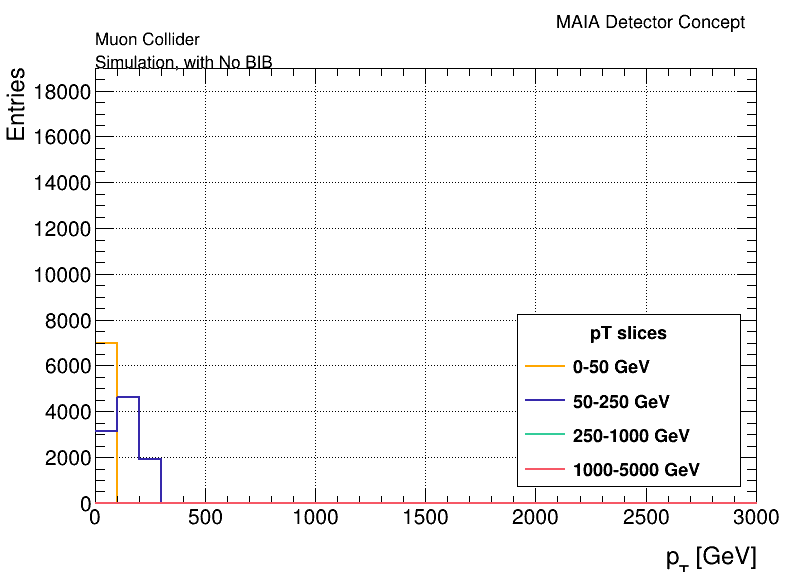 MAIA Detector Concept
Muon Collider
Simulation, with No BIB
Entries
18000
16000
14000
12000
10000
8000
6000
4000
2000
0
pT slices
0-50 GeV
50-250 GeV
250-1000 GeV
1000-5000 GeV
0 500 1000 1500 2000 2500 3000
p_T [GeV]